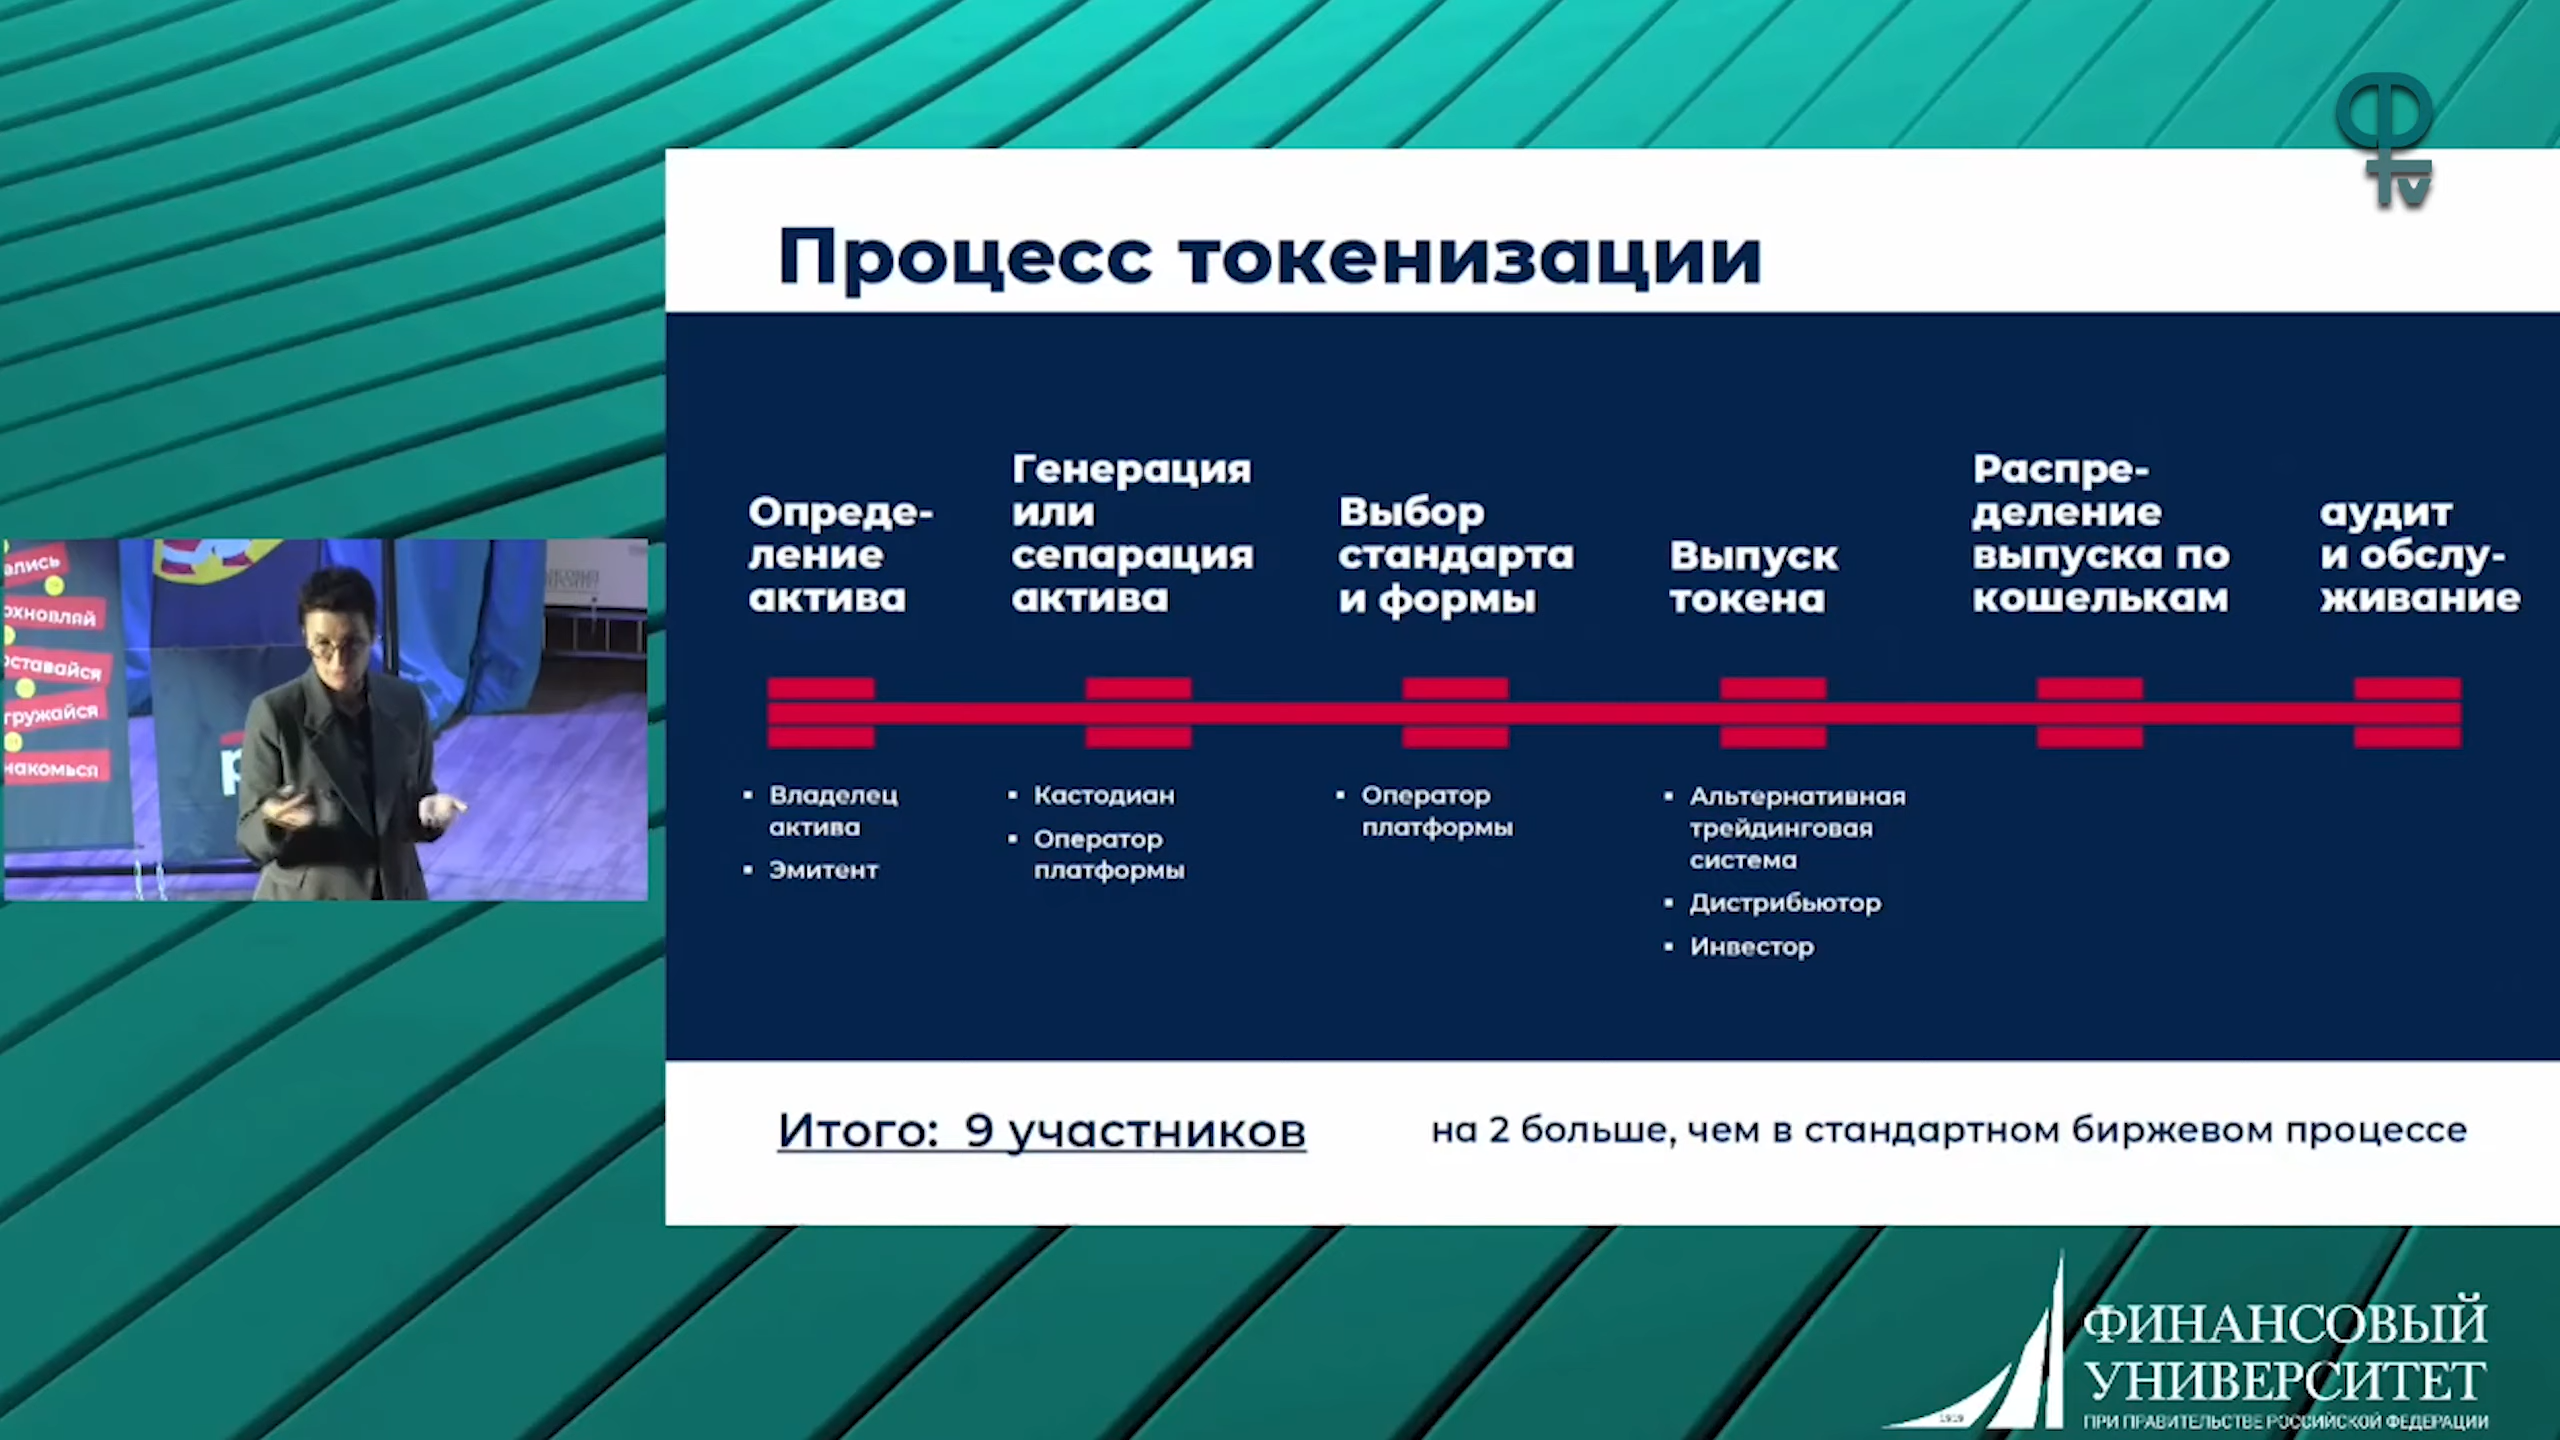 Процесс токенизации
Опреде-
ление
актива
Генерация
или
сепарация
актива
Выбор
стандарта
и формы
Выпуск
токена
Распре-
деление
выпуска по
кошелькам
аудит
и обслу-
живание
▪ Владелец
актива
▪ Эмитент
▪ Кастодиан
▪ Оператор
платформы
▪ Оператор
платформы
▪ Альтернативная
трейдинговая
система
▪ Дистрибьютор
▪ Инвестор
Итого: 9 участников
на 2 больше, чем в стандартном биржевом процессе
Ф
tv
1919
ФИНАНСОВЫЙ
УНИВЕРСИТЕТ
ПРИ ПРАВИТЕЛЬСТВЕ РОССИЙСКОЙ ФЕДЕРАЦИИ